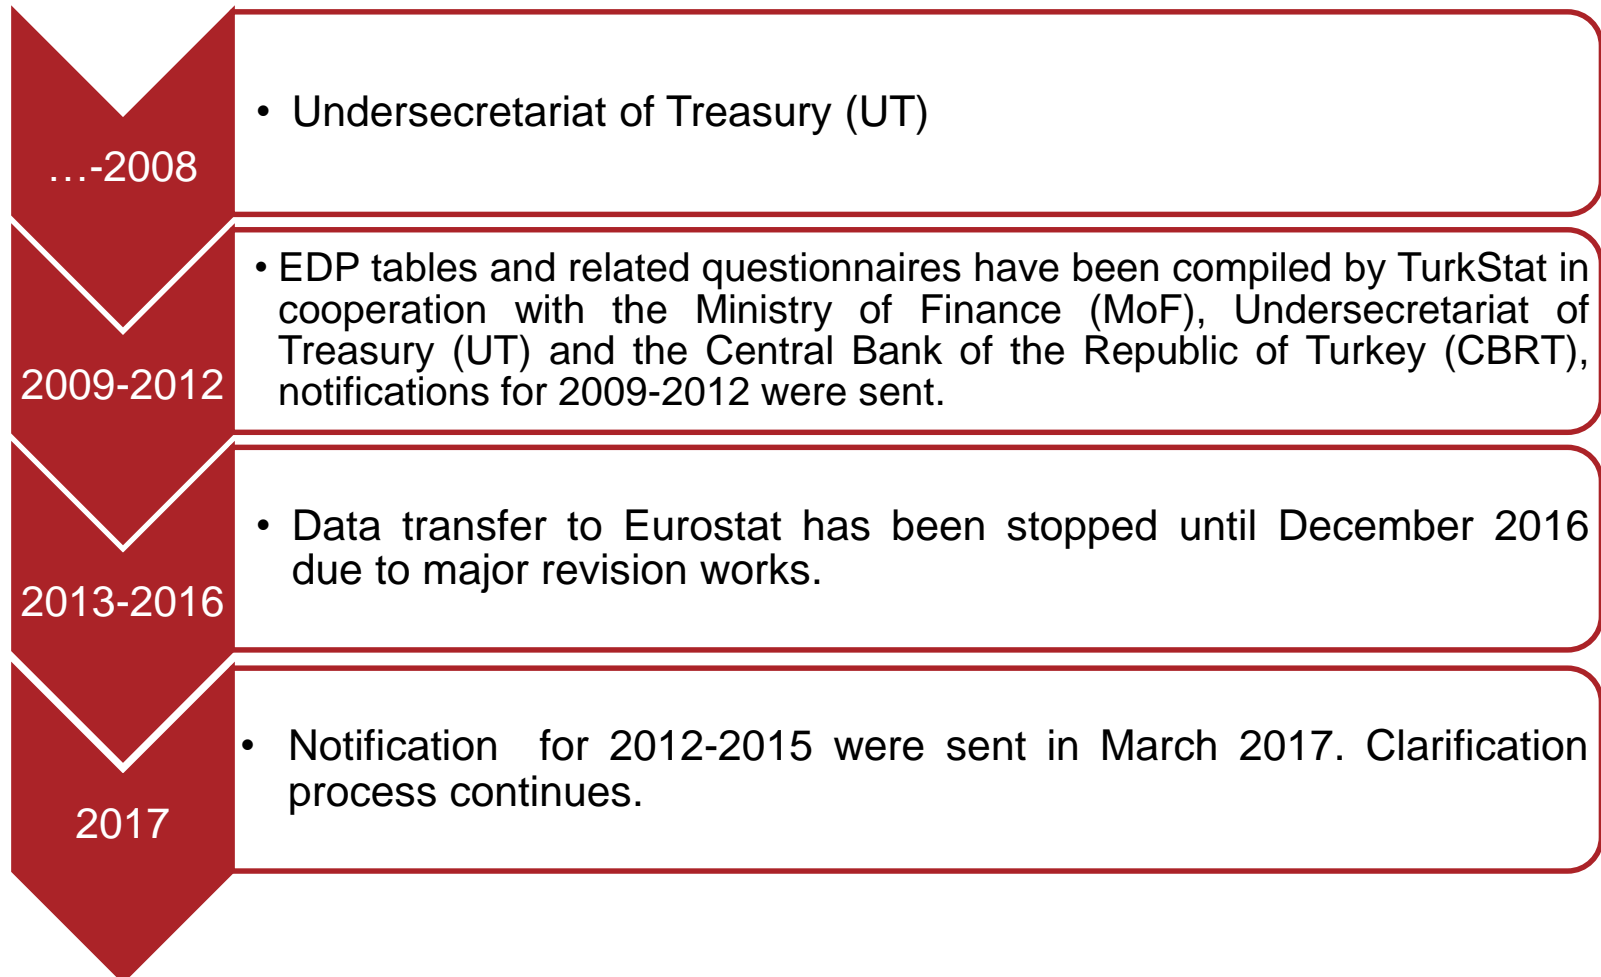 …-2008
• Undersecretariat of Treasury (UT)
2009-2012
• EDP tables and related questionnaires have been compiled by TurkStat in
cooperation with the Ministry of Finance (MoF), Undersecretariat of
Treasury (UT) and the Central Bank of the Republic of Turkey (CBRT),
notifications for 2009-2012 were sent.
2013-2016
• Data transfer to Eurostat has been stopped until December 2016
due to major revision works.
2017
• Notification for 2012-2015 were sent in March 2017. Clarification
process continues.